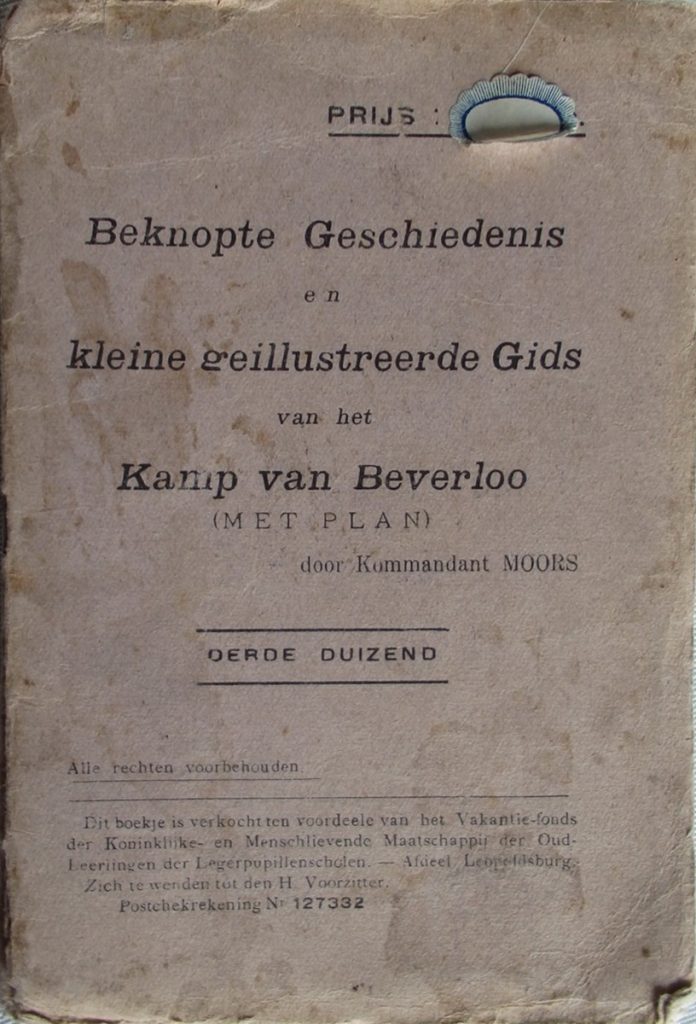 PRIJS :
Beknopte Geschiedenis
en
kleine geillustreerde Gids
van het
Kamp van Beverloo
(MET PLAN)
door Kommandant MOORS
DERDE DUIZEND
Alle rechten voorbehouden.
Dit boekje is verkocht ten voordeele van het Vakantie-fonds
der Koninklijke- en Menschlievende Maatschappij der Oud-
Leerlingen der Legerpupillenscholen. — Afdeel Leopoldsburg.
Zich te wenden tot den H Voorzitter.
Postchekrekening Nr 127332